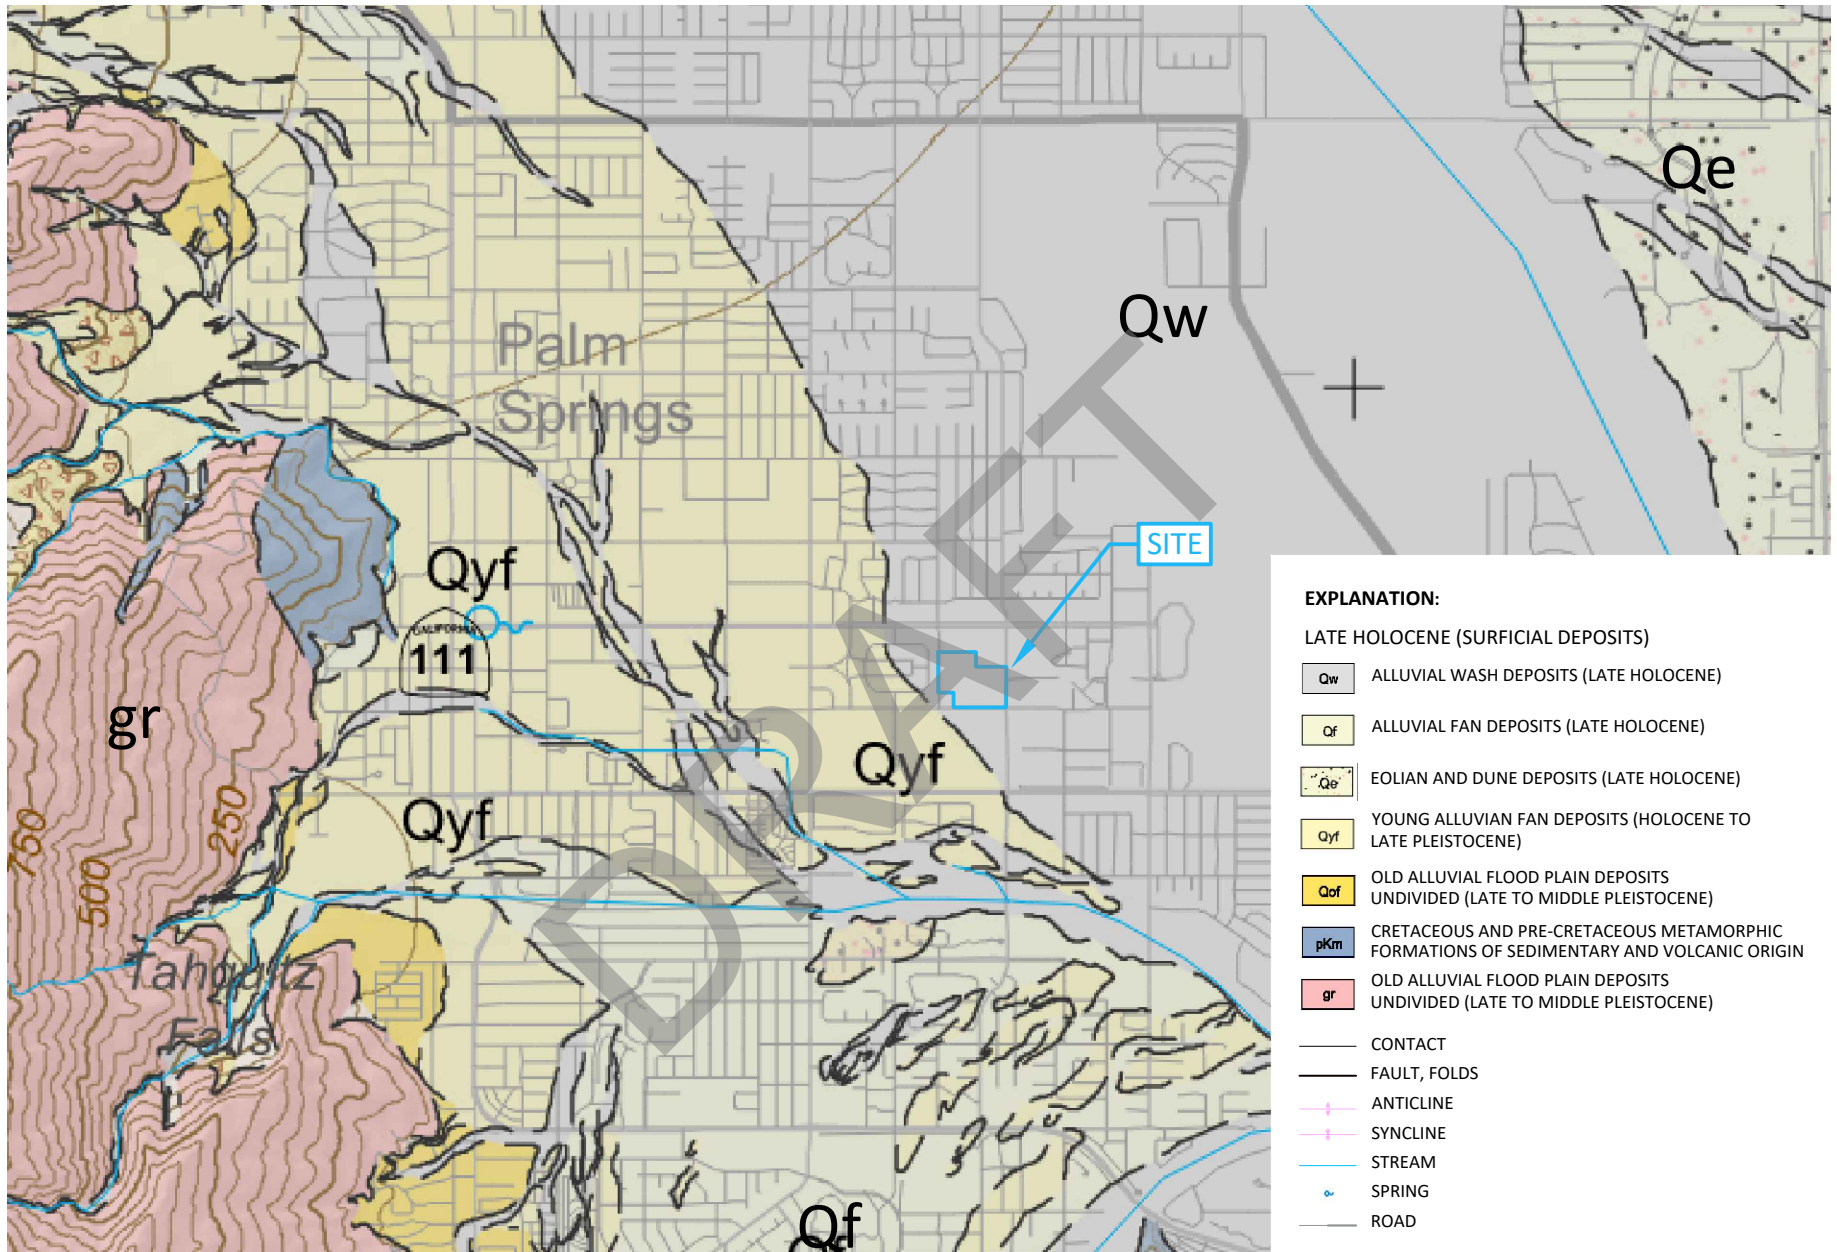 Qe
Qw
Palm
Springs
SITE
Qyf
CALIFORNIA
111
gr
Qyf
Qyf
250
750
500
Tahquitz
Falls
Qf
DRAFT
EXPLANATION:
LATE HOLOCENE (SURFICIAL DEPOSITS)
Qw ALLUVIAL WASH DEPOSITS (LATE HOLOCENE)
Qf ALLUVIAL FAN DEPOSITS (LATE HOLOCENE)
Qe EOLIAN AND DUNE DEPOSITS (LATE HOLOCENE)
Qyf YOUNG ALLUVIAN FAN DEPOSITS (HOLOCENE TO
LATE PLEISTOCENE)
Qof OLD ALLUVIAL FLOOD PLAIN DEPOSITS
UNDIVIDED (LATE TO MIDDLE PLEISTOCENE)
pKm CRETACEOUS AND PRE-CRETACEOUS METAMORPHIC
FORMATIONS OF SEDIMENTARY AND VOLCANIC ORIGIN
gr OLD ALLUVIAL FLOOD PLAIN DEPOSITS
UNDIVIDED (LATE TO MIDDLE PLEISTOCENE)
CONTACT
FAULT, FOLDS
ANTICLINE
SYNCLINE
STREAM
SPRING
ROAD